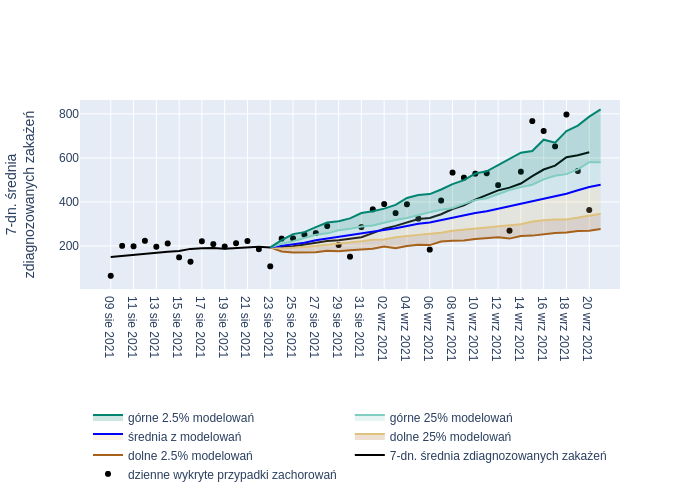 7-dn. średnia
zdiagnozowanych zakażeń
800
600
400
200
09 sie 2021
11 sie 2021
13 sie 2021
15 sie 2021
17 sie 2021
19 sie 2021
21 sie 2021
23 sie 2021
25 sie 2021
27 sie 2021
29 sie 2021
31 sie 2021
02 wrz 2021
04 wrz 2021
06 wrz 2021
08 wrz 2021
10 wrz 2021
12 wrz 2021
14 wrz 2021
16 wrz 2021
18 wrz 2021
20 wrz 2021
górne 2.5% modelowań
górne 25% modelowań
średnia z modelowań
dolne 25% modelowań
dolne 2.5% modelowań
7-dn. średnia zdiagnozowanych zakażeń
dzienne wykryte przypadki zachorowań